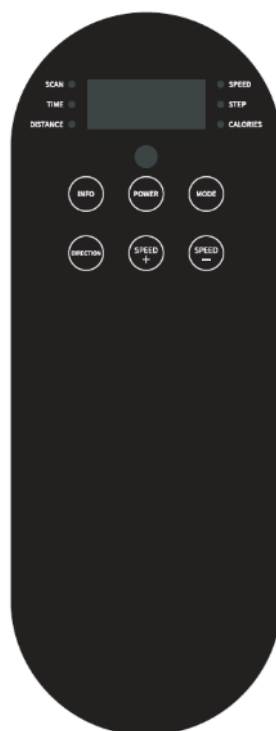 SCAN SPEED
TIME STEP
DISTANCE CALORIES
INFO POWER MODE
DIRECTION SPEED + SPEED −